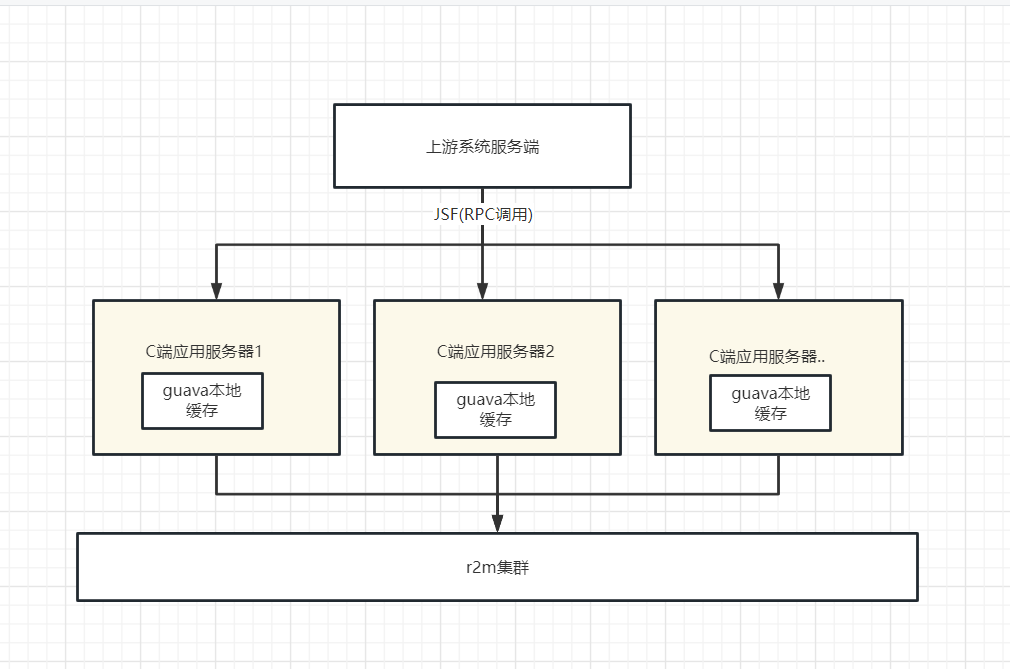 上游系统服务端
JSF(RPC调用)
C端应用服务器1
guava本地
缓存
C端应用服务器2
guava本地
缓存
C端应用服务器..
guava本地
缓存
r2m集群